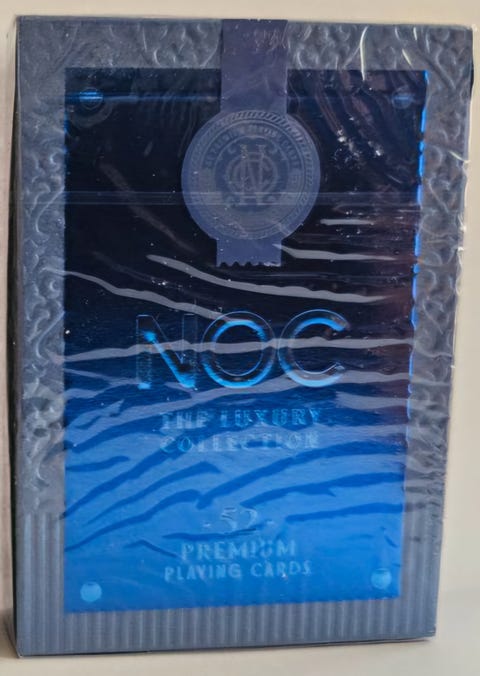 NOC
THE LUXURY
COLLECTION
52
PREMIUM
PLAYING CARDS